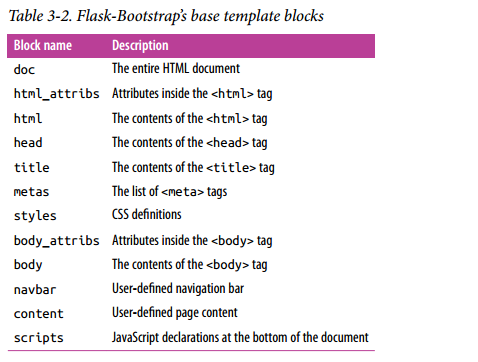 Table 3-2. Flask-Bootstrap's base template blocks
Block name Description
doc The entire HTML document
html_attribs Attributes inside the <html> tag
html The contents of the <html> tag
head The contents of the <head> tag
title The contents of the <title> tag
metas The list of <meta> tags
styles CSS definitions
body_attribs Attributes inside the <body> tag
body The contents of the <body> tag
navbar User-defined navigation bar
content User-defined page content
scripts JavaScript declarations at the bottom of the document